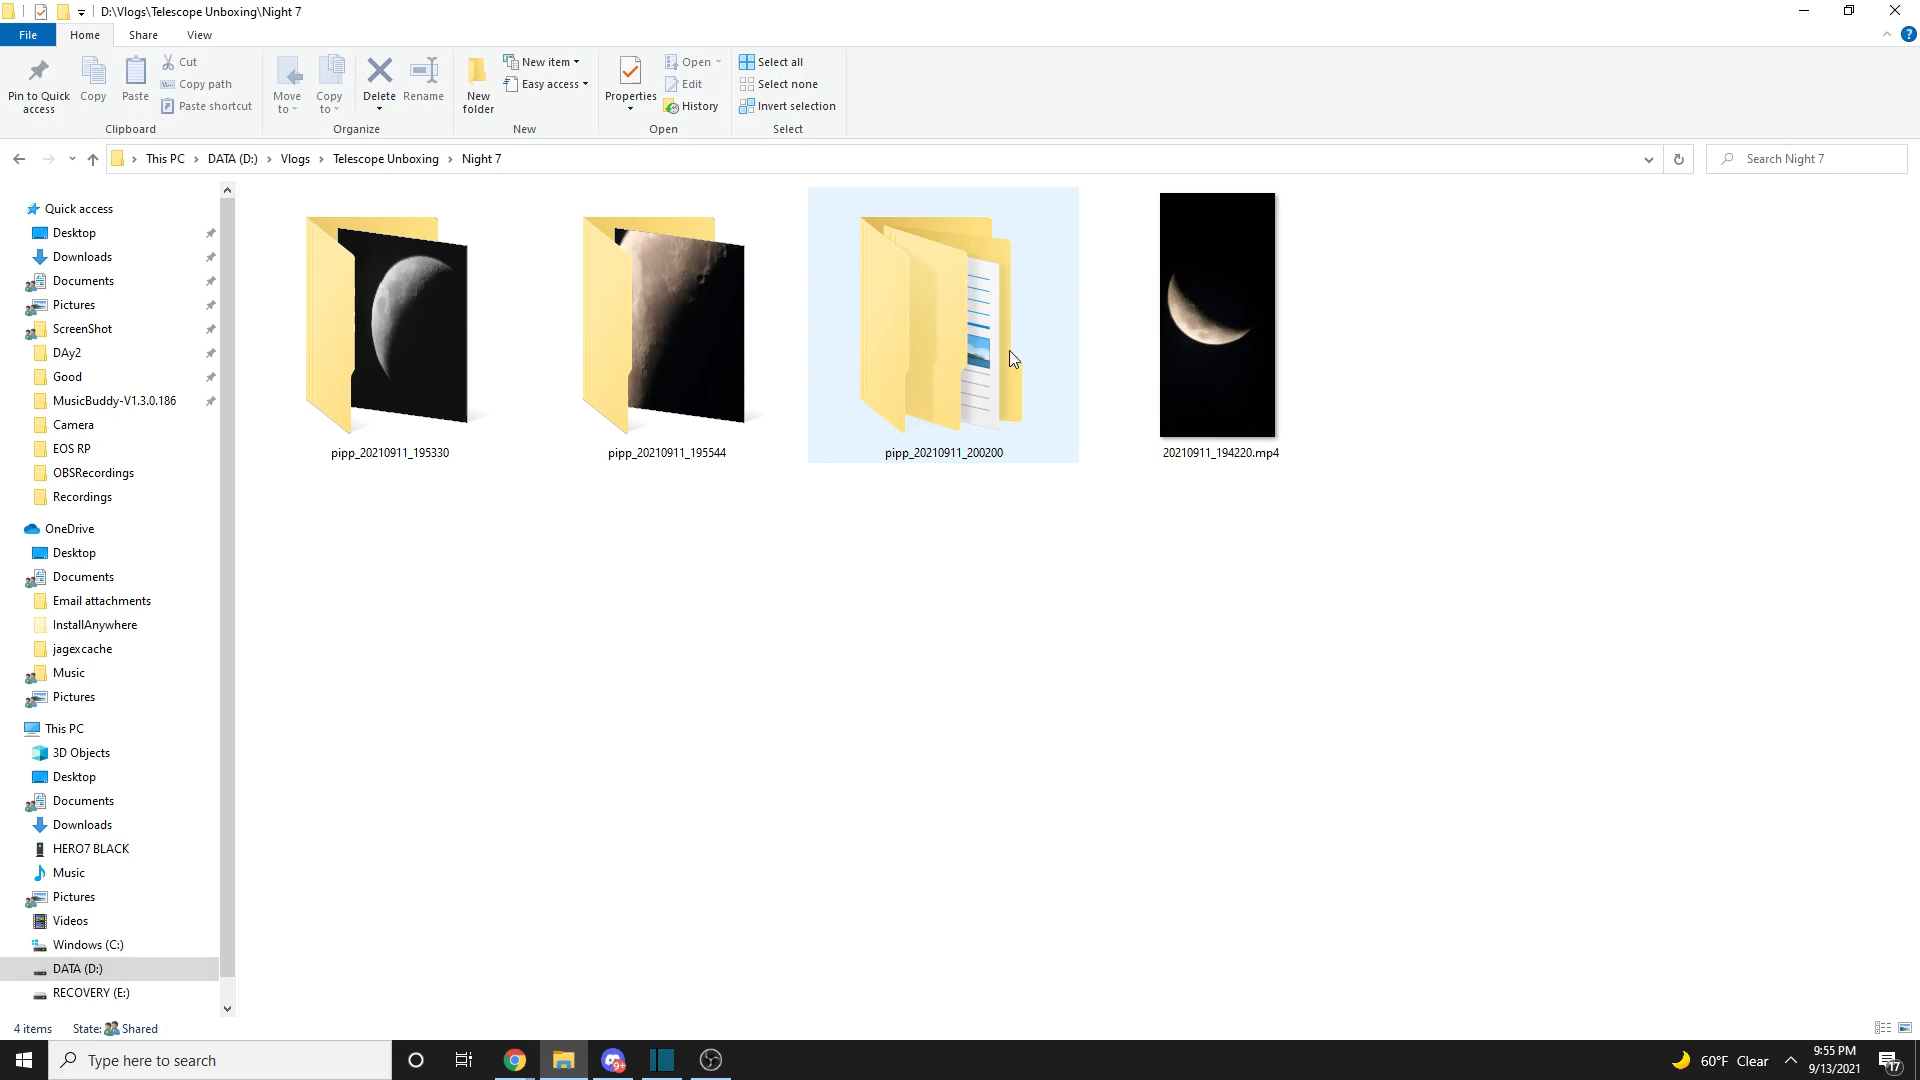 D:\Vlogs\Telescope Unboxing\Night 7
File
Home
Share
View
Pin to Quick
access
Copy
Paste
Cut
Copy path
Paste shortcut
Clipboard
Move
to
Copy
to
Delete
Rename
Organize
New
folder
New item
Easy access
New
Properties
Open
Edit
History
Open
Select all
Select none
Invert selection
Select
This PC
DATA (D:)
Vlogs
Telescope Unboxing
Night 7
Search Night 7
Quick access
Desktop
Downloads
Documents
Pictures
ScreenShot
DAy2
Good
MusicBuddy-V1.3.0.186
Camera
EOS RP
OBSRecordings
Recordings
OneDrive
Desktop
Documents
Email attachments
InstallAnywhere
jagexcache
Music
Pictures
This PC
3D Objects
Desktop
Documents
Downloads
HERO7 BLACK
Music
Pictures
Videos
Windows (C:)
DATA (D:)
RECOVERY (E:)
pipp_20210911_195330
pipp_20210911_195544
pipp_20210911_200200
20210911_194220.mp4
4 items
State: Shared
Type here to search
9+
60°F Clear
9:55 PM
9/13/2021
17